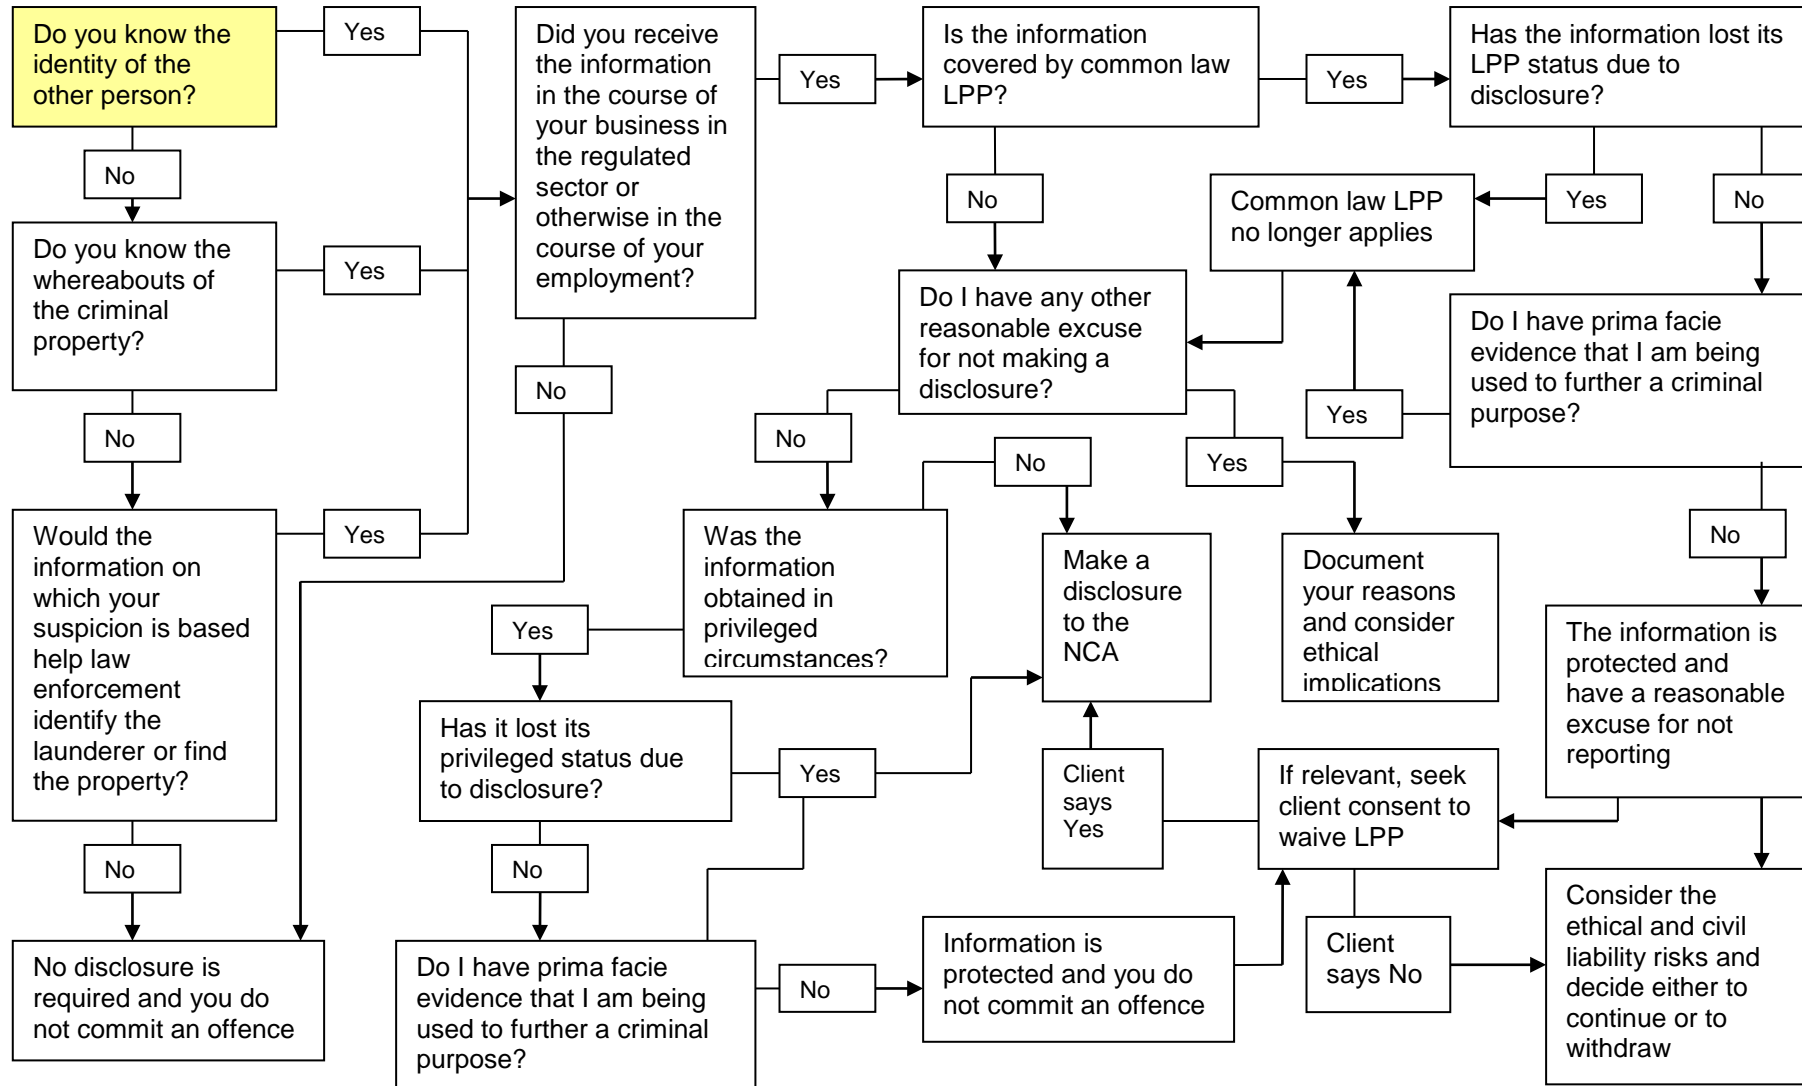 Do you know the
identity of the
other person?
Yes
Did you receive
the information
in the course of
your business in
the regulated
sector or
otherwise in the
course of your
employment?
Yes
Is the information
covered by common law
LPP?
Yes
Has the information lost its
LPP status due to
disclosure?
No
No
Common law LPP
no longer applies
Yes
No
Do you know the
whereabouts of
the criminal
property?
Yes
Do I have any other
reasonable excuse
for not making a
disclosure?
Do I have prima facie
evidence that I am being
used to further a criminal
purpose?
No
Yes
No
No
No
Yes
Would the
information on
which your
suspicion is based
help law
enforcement
identify the
launderer or find
the property?
Yes
Was the
information
obtained in
privileged
circumstances?
Make a
disclosure
to the
NCA
Document
your reasons
and consider
ethical
implications
No
Yes
The information is
protected and
have a reasonable
excuse for not
reporting
Has it lost its
privileged status due
to disclosure?
Yes
Client
says
Yes
If relevant, seek
client consent to
waive LPP
No
No
No disclosure is
required and you do
not commit an offence
Do I have prima facie
evidence that I am being
used to further a criminal
purpose?
No
Information is
protected and you do
not commit an offence
Client
says No
Consider the
ethical and civil
liability risks and
decide either to
continue or to
withdraw